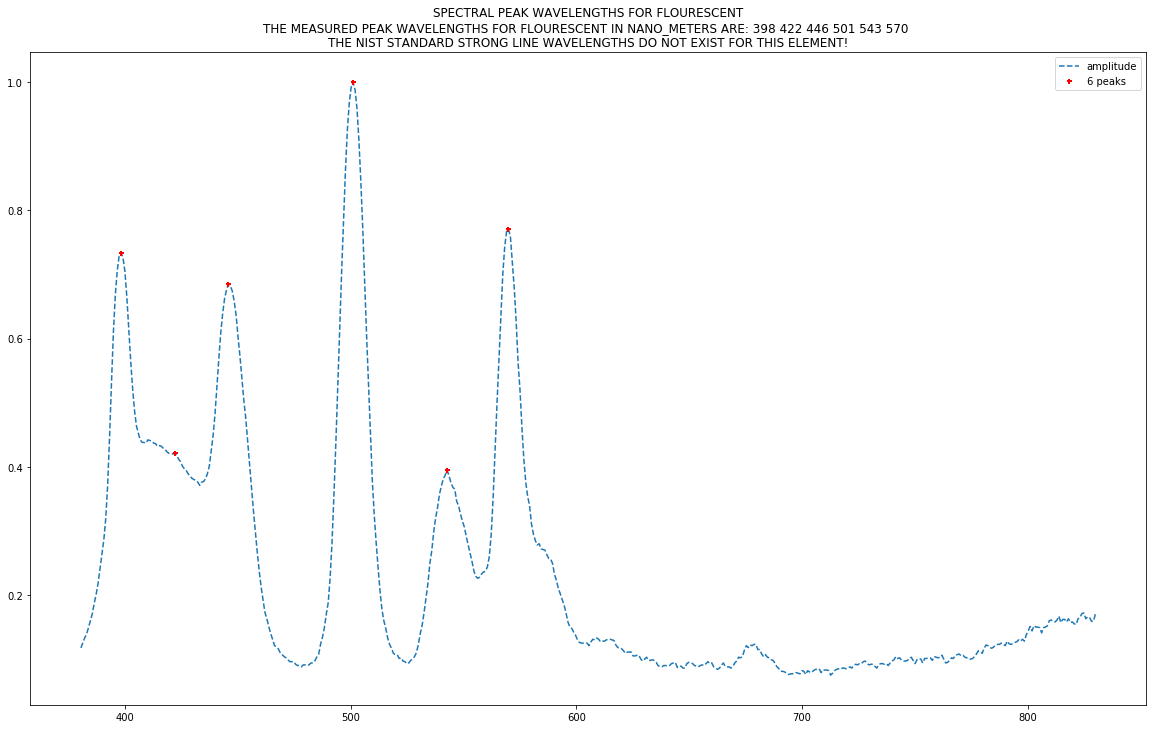 SPECTRAL PEAK WAVELENGTHS FOR FLOURESCENT
THE MEASURED PEAK WAVELENGTHS FOR FLOURESCENT IN NANO_METERS ARE: 398 422 446 501 543 570
THE NIST STANDARD STRONG LINE WAVELENGTHS DO NOT EXIST FOR THIS ELEMENT!
amplitude
6 peaks
1.0
0.8
0.6
0.4
0.2
400 500 600 700 800